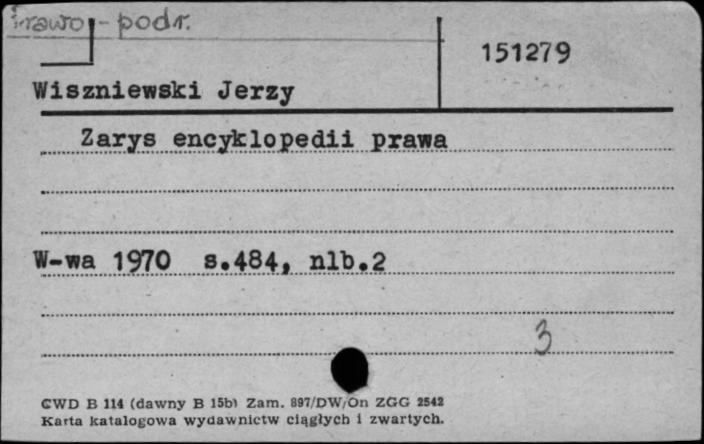 Prawo - podr.
151279
Wiszniewski Jerzy
Zarys encyklopedii prawa
W-wa 1970 s.484, nlb.2
3
CWD B 114 (dawny B 15b) Zam. 897/DW/On ZGG 2542
Karta katalogowa wydawnictw ciągłych i zwartych.